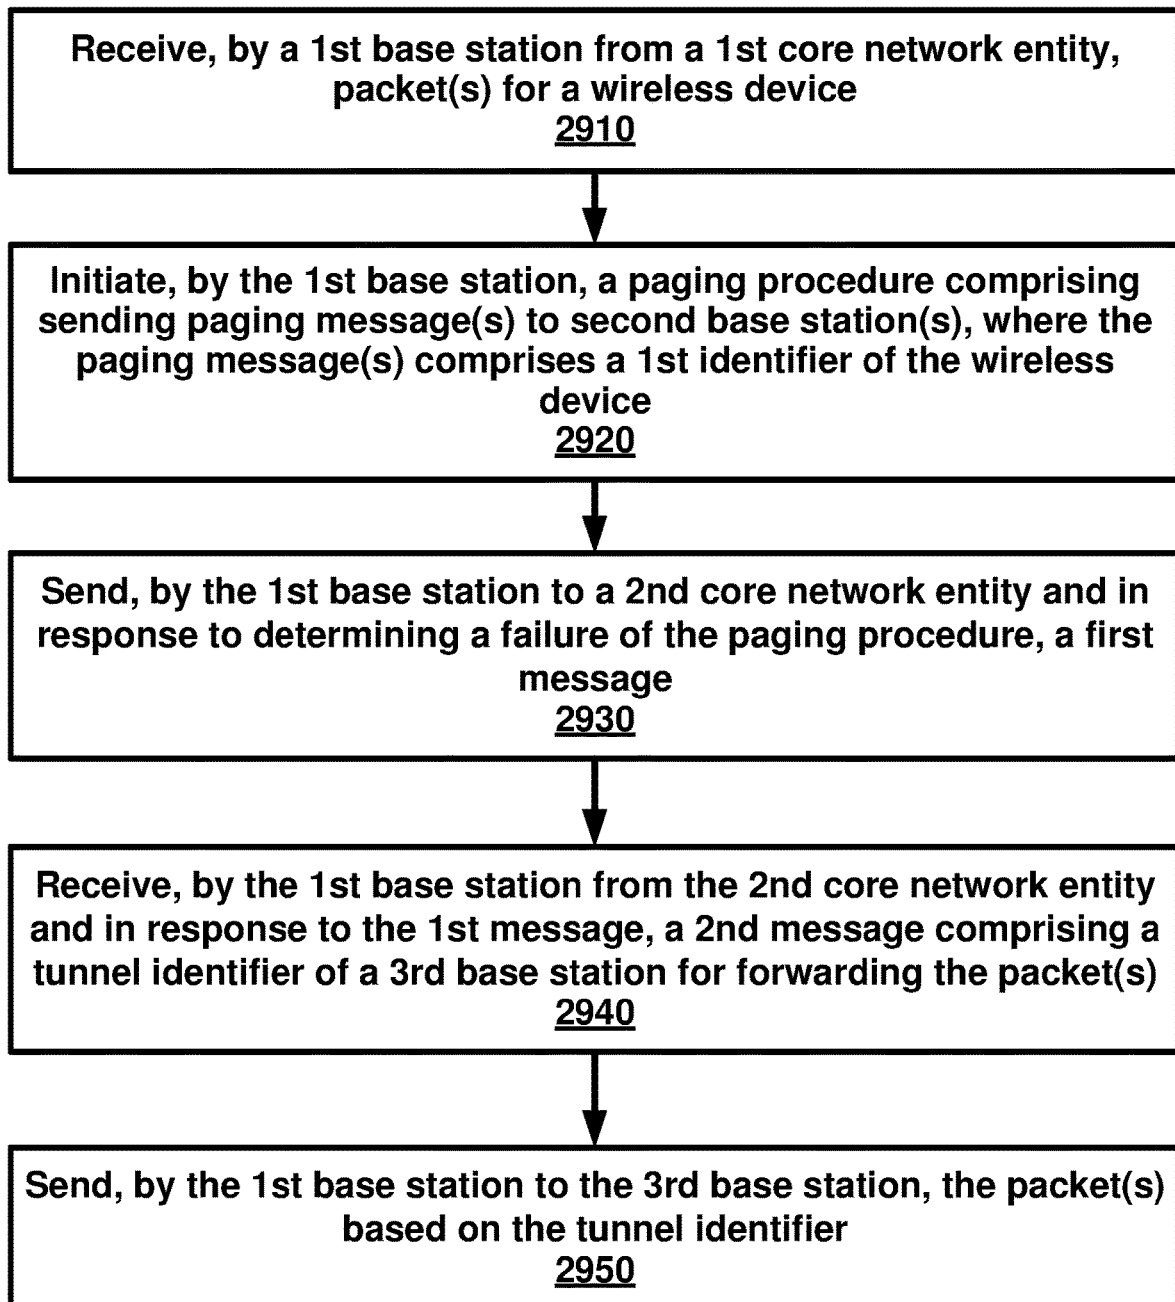 Receive, by a 1st base station from a 1st core network entity,
packet(s) for a wireless device
2910
Initiate, by the 1st base station, a paging procedure comprising
sending paging message(s) to second base station(s), where the
paging message(s) comprises a 1st identifier of the wireless
device
2920
Send, by the 1st base station to a 2nd core network entity and in
response to determining a failure of the paging procedure, a first
message
2930
Receive, by the 1st base station from the 2nd core network entity
and in response to the 1st message, a 2nd message comprising a
tunnel identifier of a 3rd base station for forwarding the packet(s)
2940
Send, by the 1st base station to the 3rd base station, the packet(s)
based on the tunnel identifier
2950